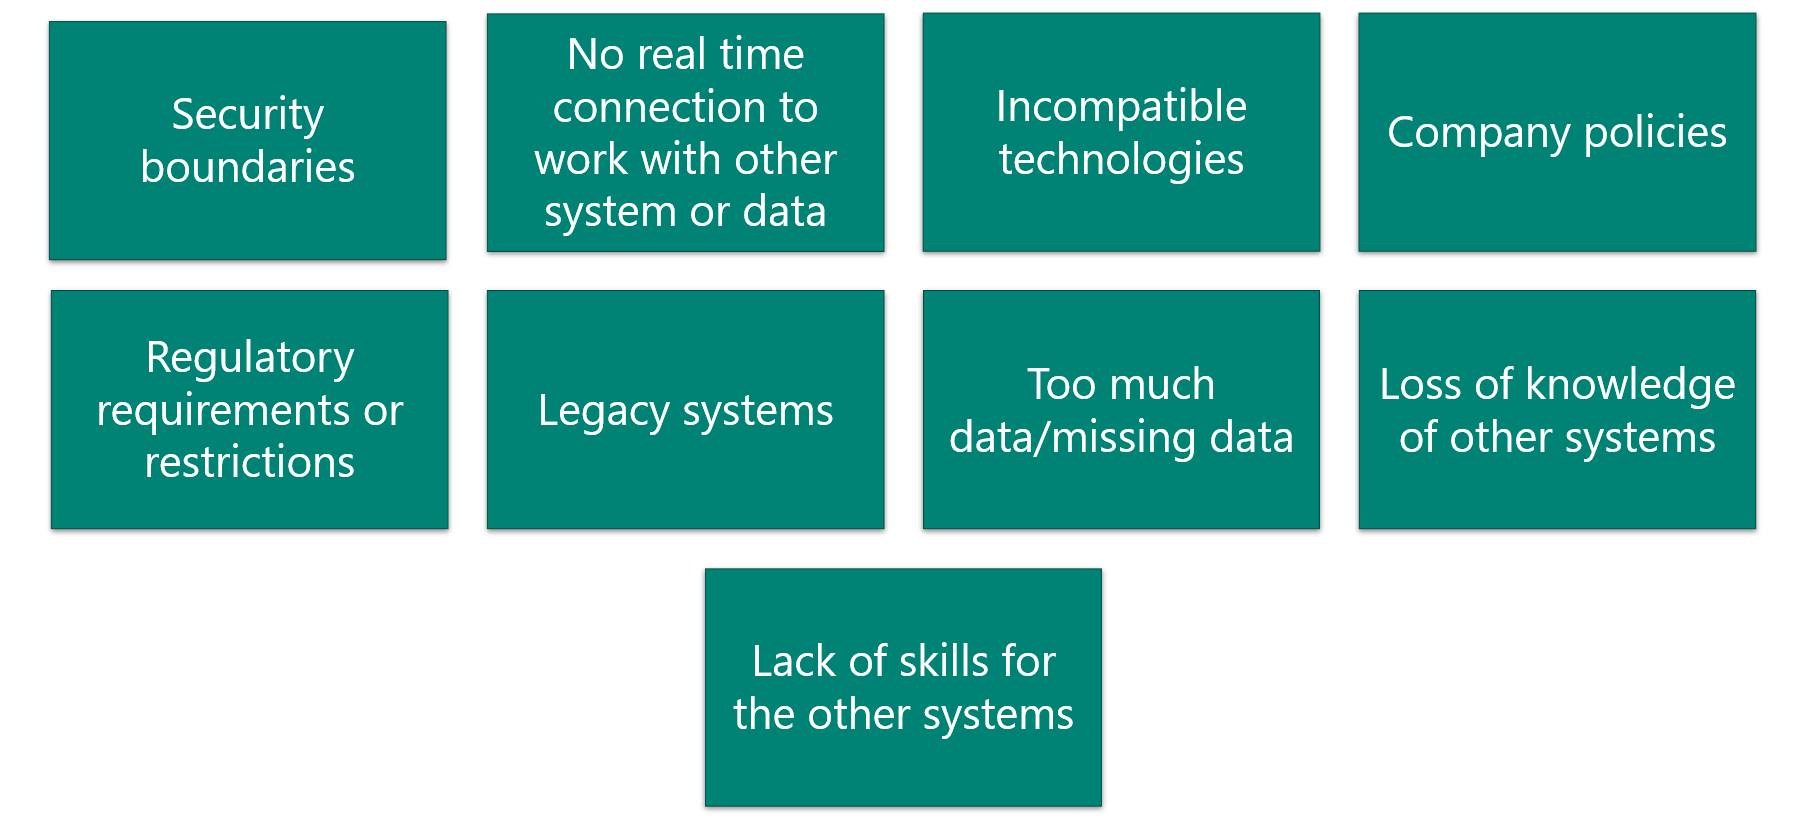 Security
boundaries
No real time
connection to
work with other
system or data
Incompatible
technologies
Company policies
Regulatory
requirements or
restrictions
Legacy systems
Too much
data/missing data
Loss of knowledge
of other systems
Lack of skills for
the other systems